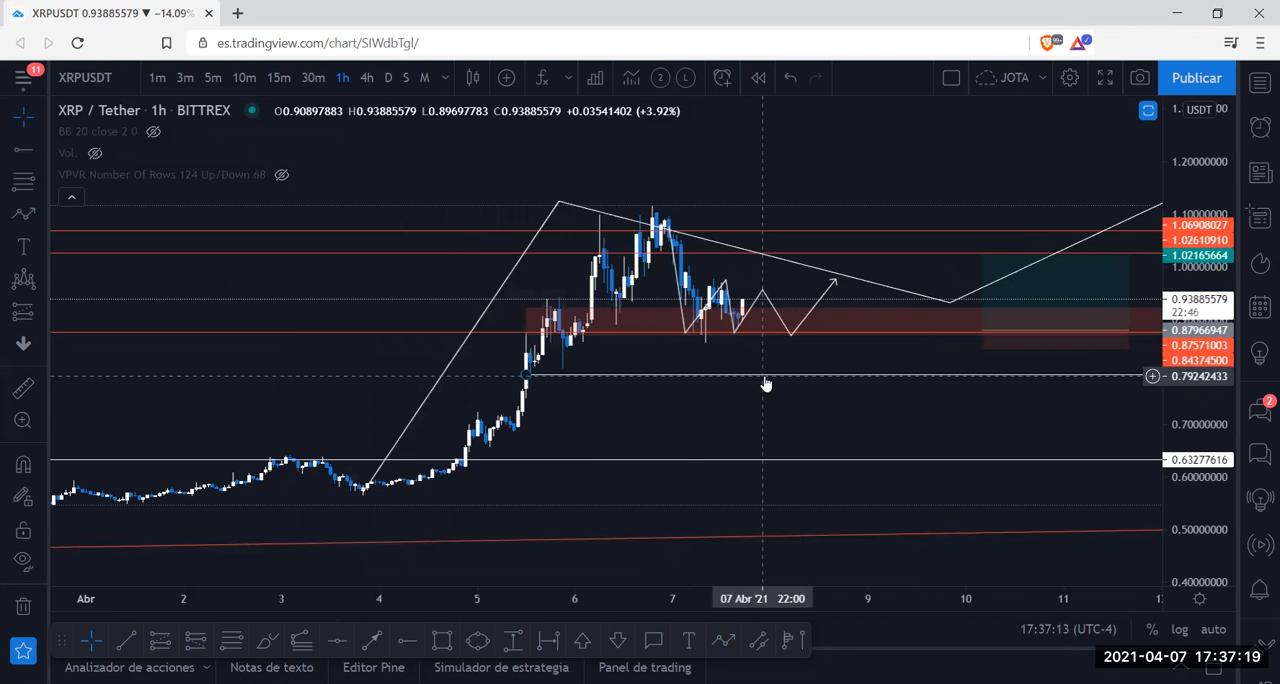 XRPUSDT 0.93885579 ▼ −14.09%
es.tradingview.com/chart/SIWdbTgl/
99+
11
XRPUSDT 1m 3m 5m 10m 15m 30m 1h 4h D S M 2 L JOTA Publicar
XRP / Tether · 1h · BITTREX O0.90897883 H0.93885579 L0.89697783 C0.93885579 +0.03541402 (+3.92%)
USDT
BB 20 close 2 0
Vol.
VPVR Number Of Rows 124 Up/Down 68
1.20000000
1.10000000
1.06908027
1.02610910
1.02165664
1.00000000
0.93885579
22:46
0.87966947
0.87571003
0.84374500
0.79242433
0.70000000
0.63277616
0.60000000
0.50000000
0.40000000
2
Abr 2 3 4 5 6 7 07 Abr '21 22:00 9 10 11
17:37:13 (UTC-4) % log auto
Analizador de acciones Notas de texto Editor Pine Simulador de estrategia Panel de trading
2021-04-07 17:37:19